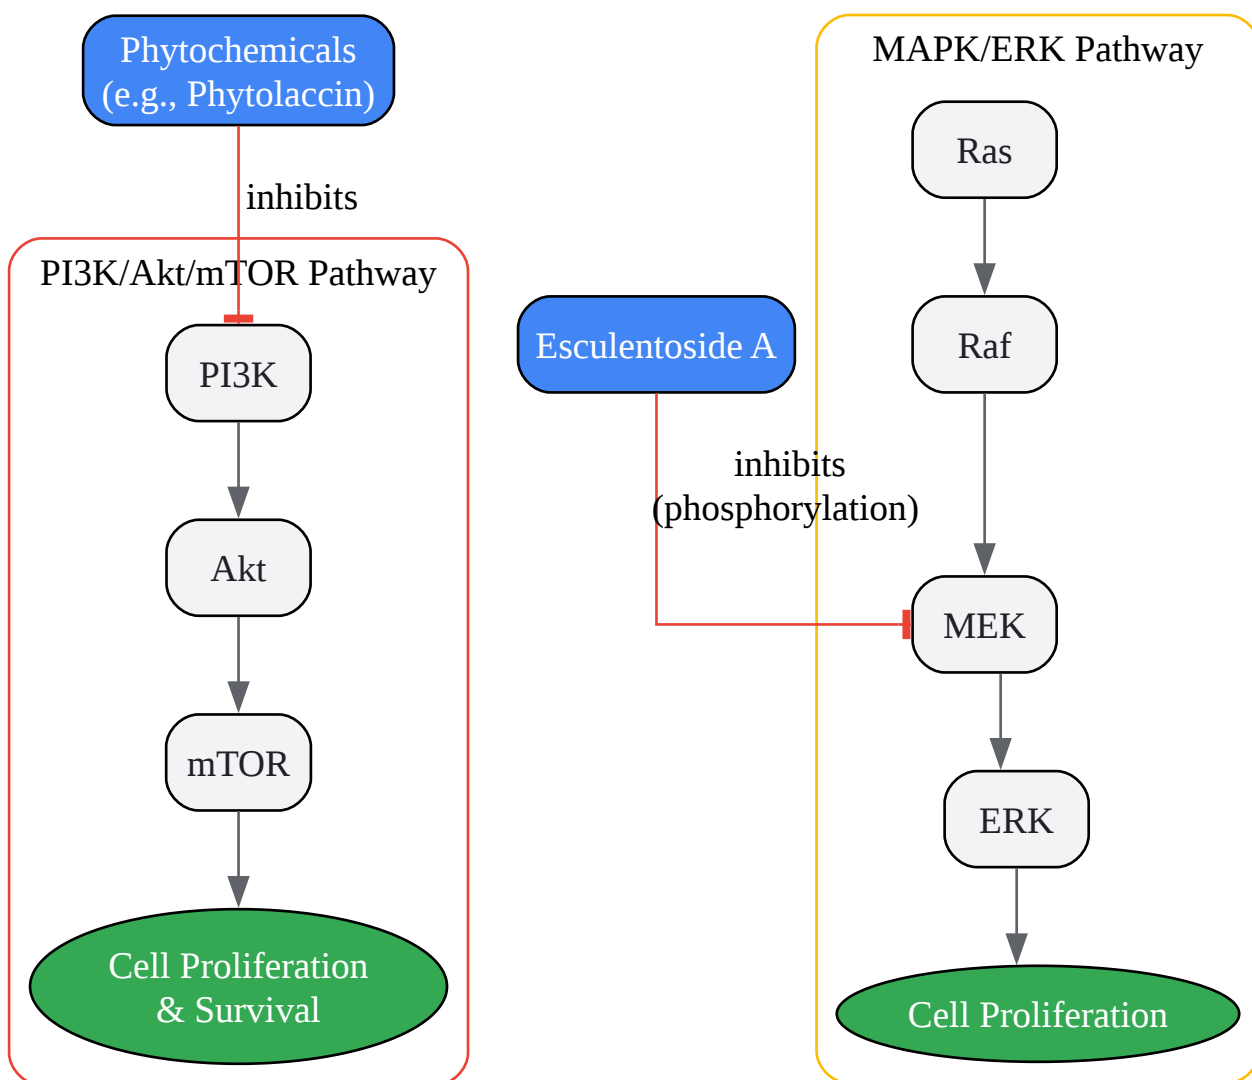 Phytochemicals
(e.g., Phytolaccin)
inhibits
PI3K/Akt/mTOR Pathway
PI3K
Akt
mTOR
Cell Proliferation
& Survival
Esculentoside A
inhibits
(phosphorylation)
MAPK/ERK Pathway
Ras
Raf
MEK
ERK
Cell Proliferation